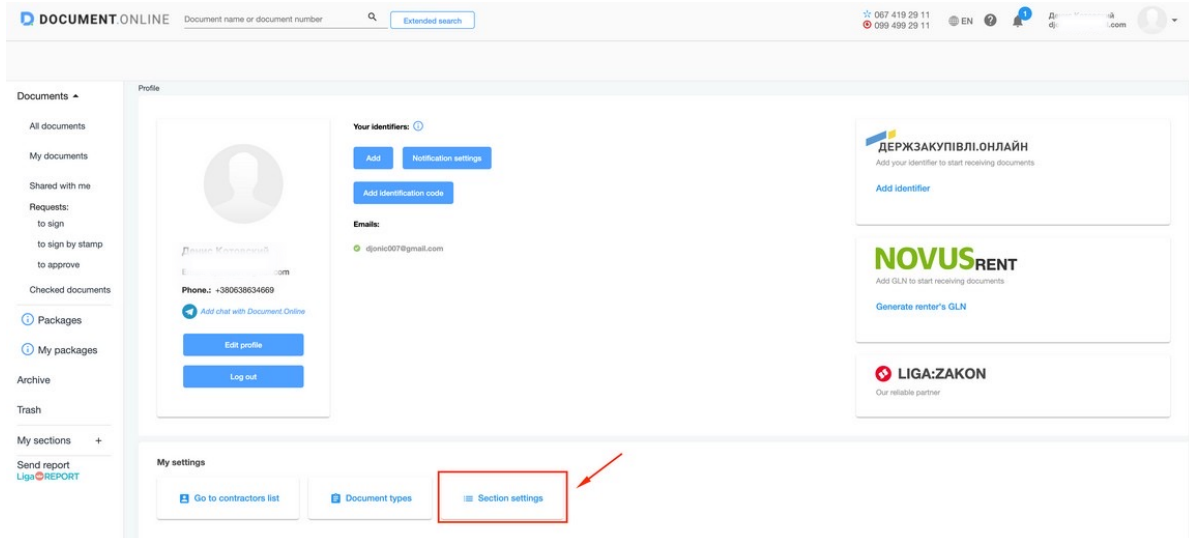 DOCUMENT.ONLINE
Document name or document number
Extended search
067 419 29 11
099 499 29 11
EN
1
.com
Documents
All documents
My documents
Shared with me
Requests:
to sign
to sign by stamp
to approve
Checked documents
Packages
My packages
Archive
Trash
My sections +
Send report
Liga REPORT
Profile
Phone.: +380638634669
Add chat with Document.Online
Edit profile
Log out
Your identifiers:
Add
Notification settings
Add identification code
Emails:
djonic007@gmail.com
ДЕРЖЗАКУПІВЛІ.ОНЛАЙН
Add your identifier to start receiving documents
Add identifier
NOVUS RENT
Add GLN to start receiving documents
Generate renter's GLN
LIGA:ZAKON
Our reliable partner
My settings
Go to contractors list
Document types
Section settings